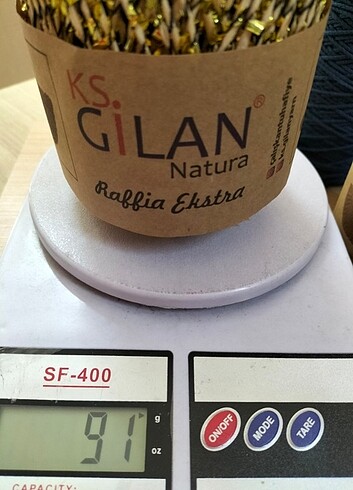 KS.
GiLAN®
Natura
Raffia Ekstra
SF-400
91
g
oz
ON/OFF
MODE
TARE
CAPACITY: